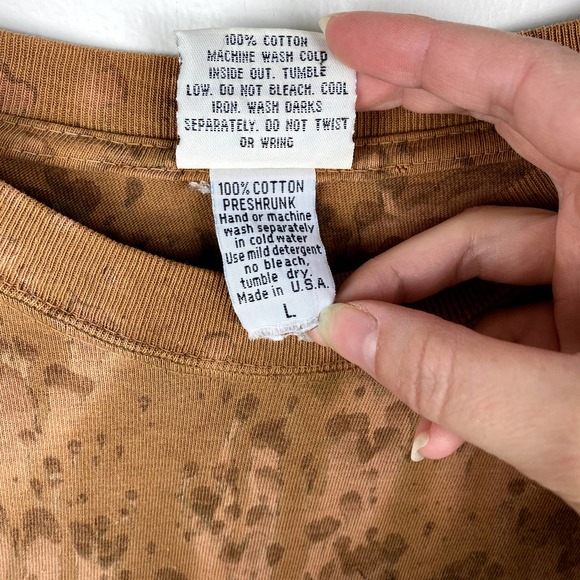 100% COTTON
MACHINE WASH COLD
INSIDE OUT. TUMBLE
LOW. DO NOT BLEACH. COOL
IRON. WASH DARKS
SEPARATELY. DO NOT TWIST
OR WRING
100% COTTON
PRESHRUNK
Hand or machine
wash separately
in cold water
Use mild detergent
no bleach,
tumble dry.
Made in U.S.A.
L